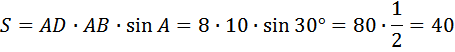 S = AD · AB · sin A = 8 · 10 · sin 30° = 80 · 1/2 = 40